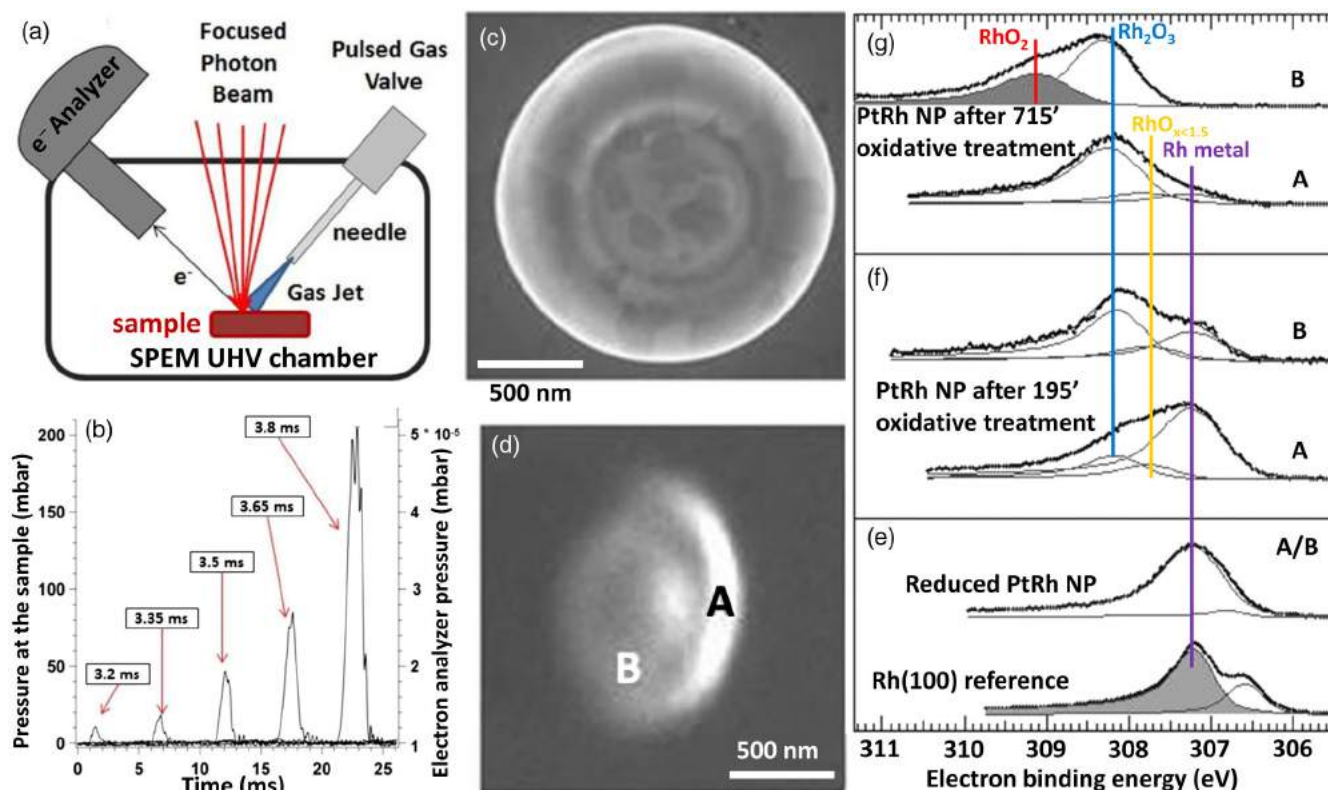 (a)
Focused
Photon
Beam
Pulsed Gas
Valve
e⁻ Analyzer
needle
e⁻
Gas Jet
sample
SPEM UHV chamber
(b)
Pressure at the sample (mbar)
200
150
100
50
0
3.2 ms
3.35 ms
3.5 ms
3.65 ms
3.8 ms
5 * 10⁻⁵
4
3
2
1
Electron analyzer pressure (mbar)
0 5 10 15 20 25
Time (ms)
(c)
500 nm
(d)
A
B
500 nm
(g)
RhO₂
Rh₂O₃
B
PtRh NP after 715'
oxidative treatment
RhOₓ<₁.₅
Rh metal
A
(f)
B
PtRh NP after 195'
oxidative treatment
A
(e)
A/B
Reduced PtRh NP
Rh(100) reference
311 310 309 308 307 306
Electron binding energy (eV)